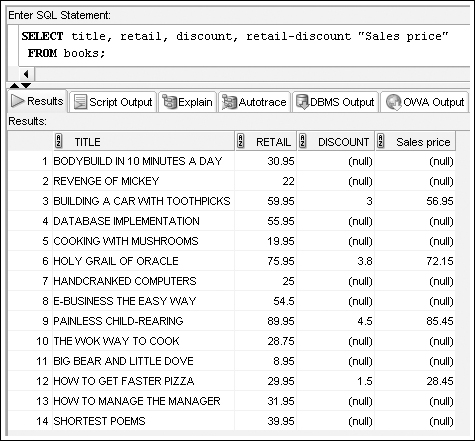 Enter SQL Statement:
SELECT title, retail, discount, retail-discount "Sales price"
FROM books;
Results Script Output Explain Autotrace DBMS Output OWA Output
Results:
TITLE RETAIL DISCOUNT Sales price
1 BODYBUILD IN 10 MINUTES A DAY 30.95 (null) (null)
2 REVENGE OF MICKEY 22 (null) (null)
3 BUILDING A CAR WITH TOOTHPICKS 59.95 3 56.95
4 DATABASE IMPLEMENTATION 55.95 (null) (null)
5 COOKING WITH MUSHROOMS 19.95 (null) (null)
6 HOLY GRAIL OF ORACLE 75.95 3.8 72.15
7 HANDCRANKED COMPUTERS 25 (null) (null)
8 E-BUSINESS THE EASY WAY 54.5 (null) (null)
9 PAINLESS CHILD-REARING 89.95 4.5 85.45
10 THE WOK WAY TO COOK 28.75 (null) (null)
11 BIG BEAR AND LITTLE DOVE 8.95 (null) (null)
12 HOW TO GET FASTER PIZZA 29.95 1.5 28.45
13 HOW TO MANAGE THE MANAGER 31.95 (null) (null)
14 SHORTEST POEMS 39.95 (null) (null)